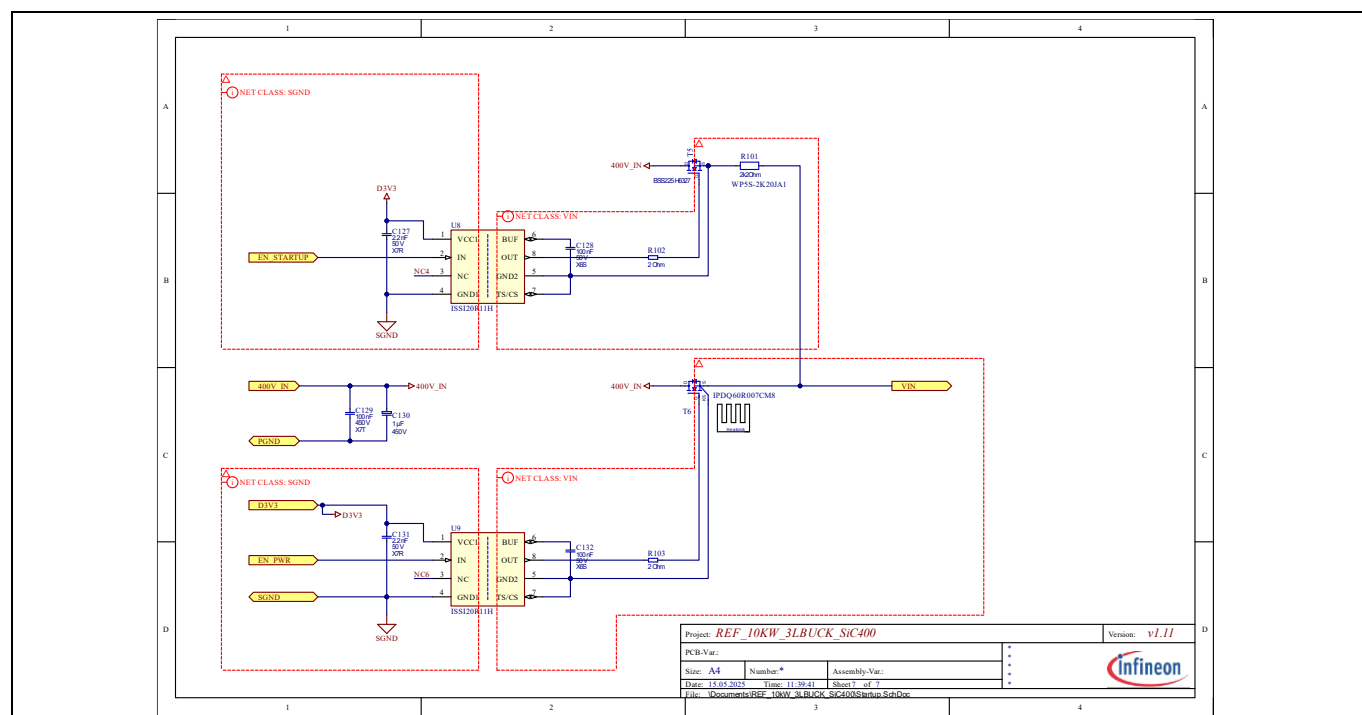 1 2 3 4
A A
NET CLASS: SGND
400V_IN
T5
BSS225H6327
R101
2k2Ohm
WP5S-2K20JA1
D3V3
NET CLASS: VIN
C127
2.2nF
50V
X7R
U8
1 VCC1 BUF 6
EN_STARTUP 2 IN OUT 8
NC4 3 NC GND2 5
4 GND1 TS/CS 7
ISSI20R11H
C128
100nF
50V
X6S
R102
2 Ohm
B B
SGND
400V_IN
400V_IN
C129
100nF
450V
X7T
C130
1µF
450V
PGND
400V_IN
T6
IPDQ60R007CM8
VIN
C C
NET CLASS: SGND
NET CLASS: VIN
D3V3
D3V3
C131
2.2nF
50V
X7R
U9
1 VCC1 BUF 6
EN_PWR 2 IN OUT 8
NC6 3 NC GND2 5
SGND 4 GND1 TS/CS 7
ISSI20R11H
C132
100nF
50V
X6S
R103
2 Ohm
SGND
D D
Project: REF_10KW_3LBUCK_SiC400 Version: v1.11
PCB-Var.:
Size: A4 Number:* Assembly-Var.:
Date: 15.05.2025 Time: 11:39:41 Sheet 7 of 7
File: \Documents\REF_10kW_3LBUCK_SiC400\Startup.SchDoc
*
*
*
*
infineon
1 2 3 4